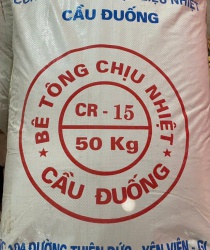 CẦU ĐUỐNG
BÊ TÔNG CHỊU NHIỆT
CR - 15
50 Kg
CẦU ĐUỐNG
ĐƯỜNG THIÊN ĐỨC - YÊN VIÊN